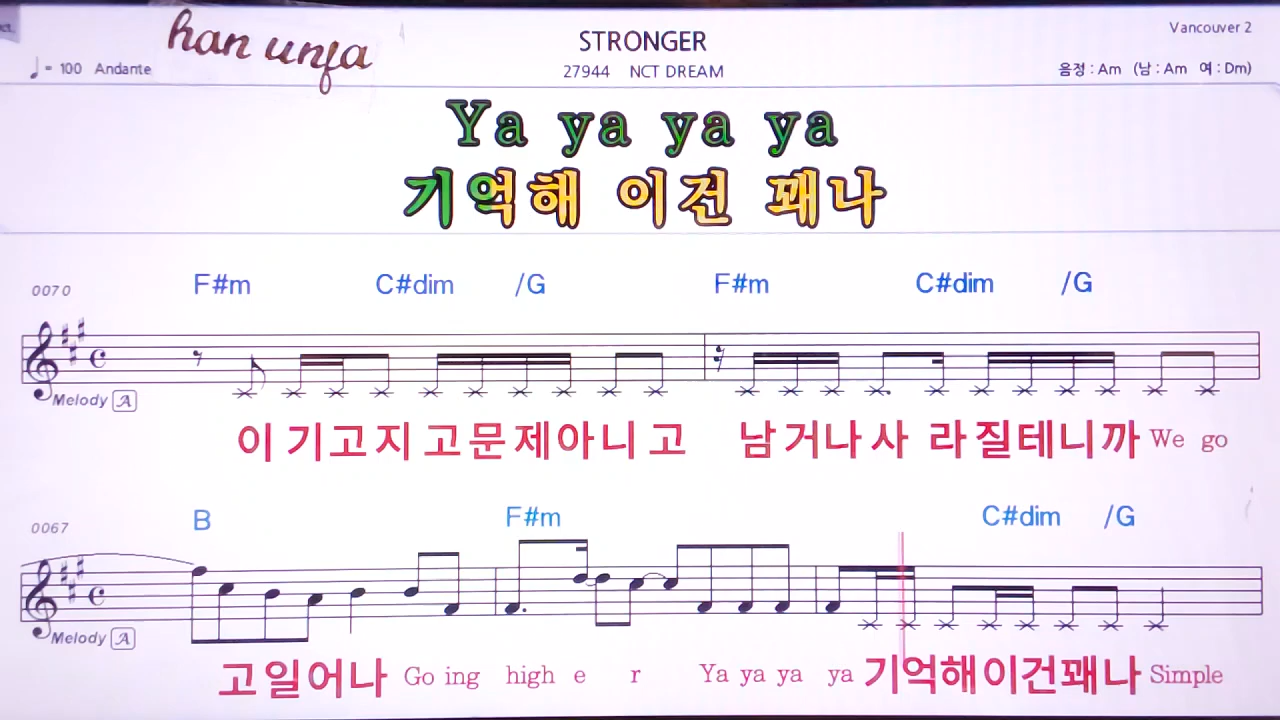 han unja
STRONGER
Vancouver 2
♩= 100 Andante
27944 NCT DREAM
음정 : Am (남 : Am 여 : Dm)
Ya ya ya ya
기억해 이건 꽤나
0070
F#m C#dim /G F#m C#dim /G
Melody A
이 기고지 고문제아니 고 남거나사 라질테니까 We go
0067
B F#m C#dim /G
Melody A
고일어나 Go ing high e r Ya ya ya ya 기억해이건꽤나 Simple